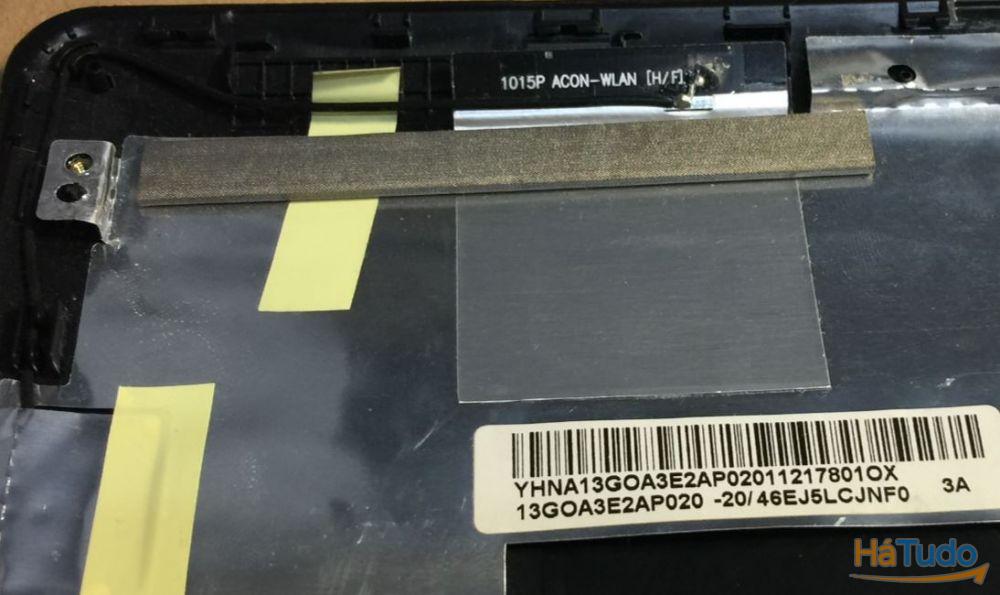 1015P ACON-WLAN [H/F]
YHNA13GOA3E2AP02011217801OX
13GOA3E2AP020 -20/46EJ5LCJNF0 3A
HáTudo